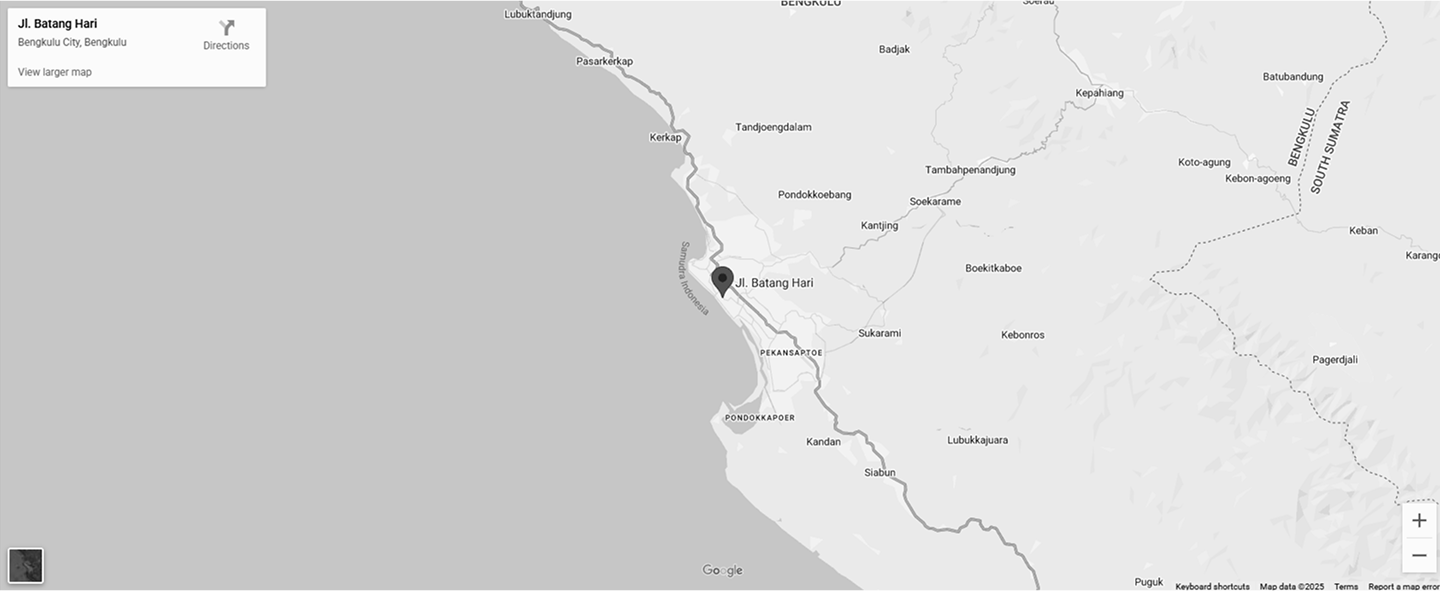 Jl. Batang Hari
Bengkulu City, Bengkulu
Directions
View larger map
Lubuktandjung
BENGKULU
Soerau
Badjak
Pasarkerkap
Batubandung
Kepahiang
Tandjoengdalam
Kerkap
BENGKULU
SOUTH SUMATRA
Koto-agung
Tambahpenandjung
Kebon-agoeng
Pondokkoebang
Soekarame
Kantjing
Keban
Karang
Samudra Indonesia
Boekitkaboe
Jl. Batang Hari
Sukarami
Kebonros
PEKANSAPTOE
Pagerdjali
PONDOKKAPOER
Kandan
Lubukkajuara
Siabun
+
−
Google
Puguk
Keyboard shortcuts
Map data ©2025
Terms
Report a map error